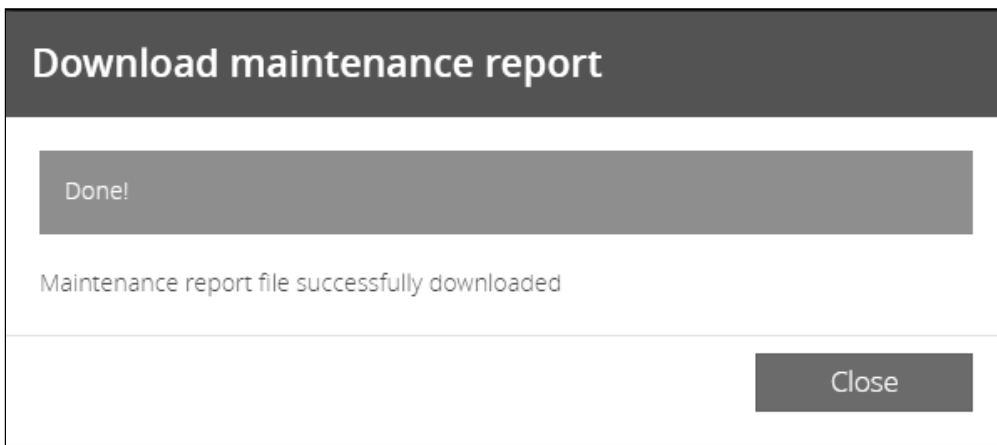 Download maintenance report
Done!
Maintenance report file successfully downloaded
Close